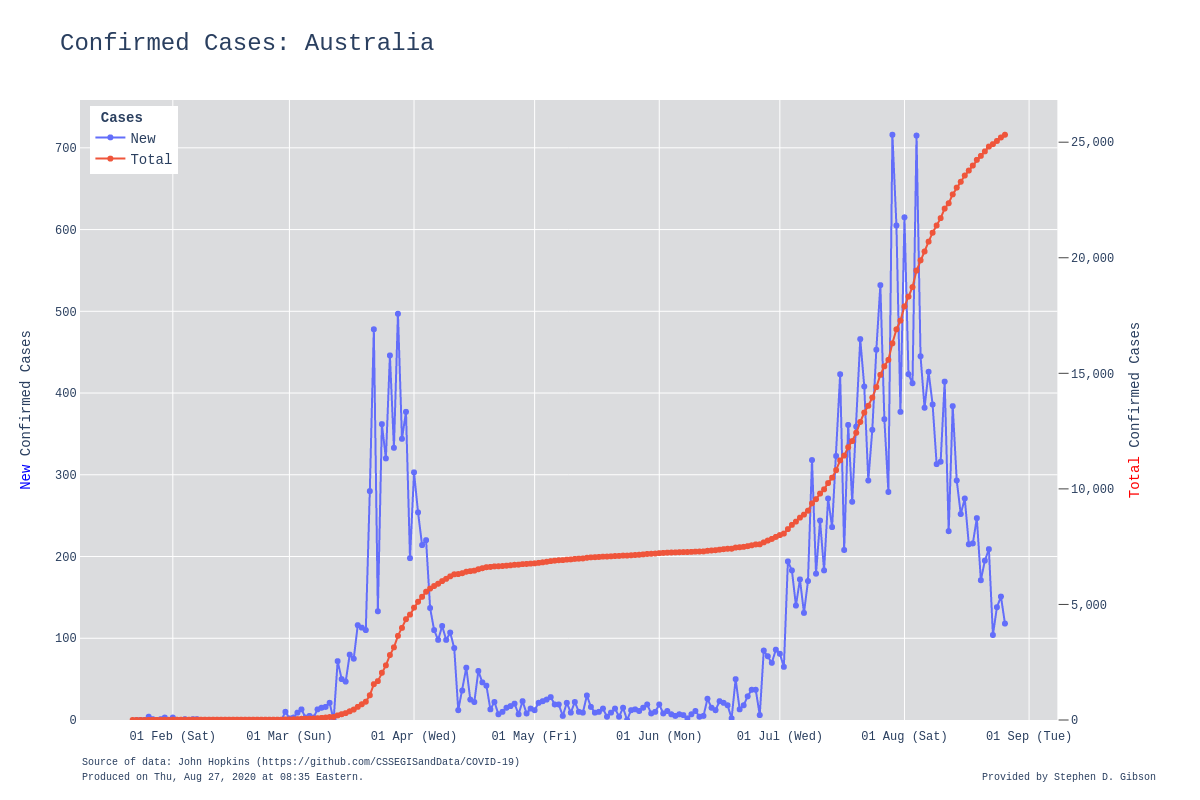 Confirmed Cases: Australia
Cases
New
Total
700
600
500
400
300
200
100
0
25,000
20,000
15,000
10,000
5,000
0
New Confirmed Cases
Total Confirmed Cases
01 Feb (Sat)
01 Mar (Sun)
01 Apr (Wed)
01 May (Fri)
01 Jun (Mon)
01 Jul (Wed)
01 Aug (Sat)
01 Sep (Tue)
Source of data: John Hopkins (https://github.com/CSSEGISandData/COVID-19)
Produced on Thu, Aug 27, 2020 at 08:35 Eastern.
Provided by Stephen D. Gibson